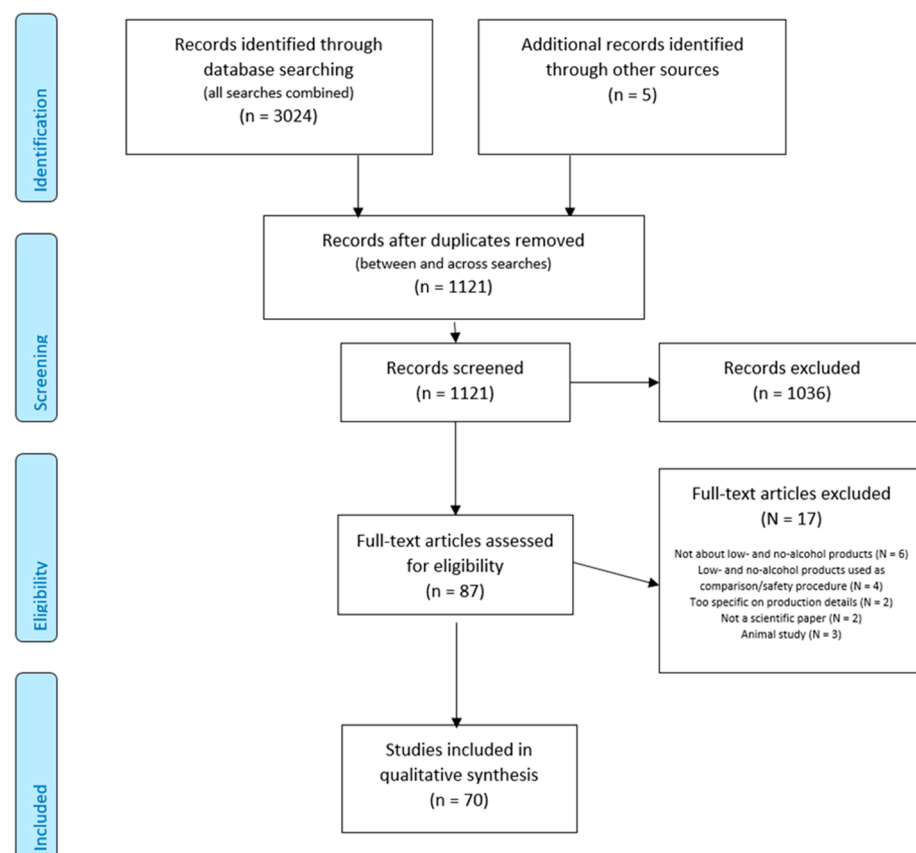 Identification
Records identified through
database searching
(all searches combined)
(n = 3024)
Additional records identified
through other sources
(n = 5)
Records after duplicates removed
(between and across searches)
(n = 1121)
Screening
Records screened
(n = 1121)
Records excluded
(n = 1036)
Eligibility
Full-text articles assessed
for eligibility
(n = 87)
Full-text articles excluded
(N = 17)
Not about low- and no-alcohol products (N = 6)
Low- and no-alcohol products used as
comparison/safety procedure (N = 4)
Too specific on production details (N = 2)
Not a scientific paper (N = 2)
Animal study (N = 3)
Included
Studies included in
qualitative synthesis
(n = 70)